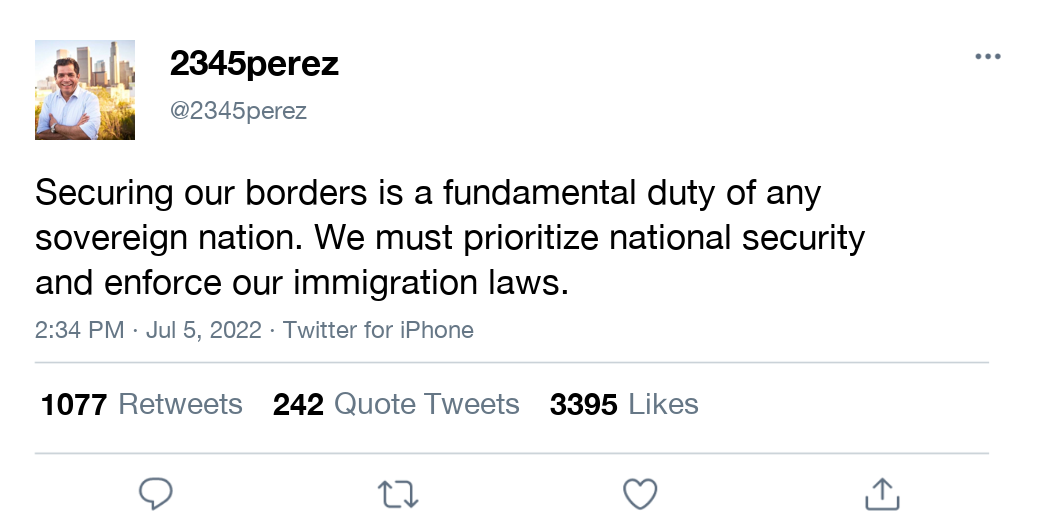 2345perez
@2345perez
Securing our borders is a fundamental duty of any
sovereign nation. We must prioritize national security
and enforce our immigration laws.
2:34 PM · Jul 5, 2022 · Twitter for iPhone
1077 Retweets 242 Quote Tweets 3395 Likes